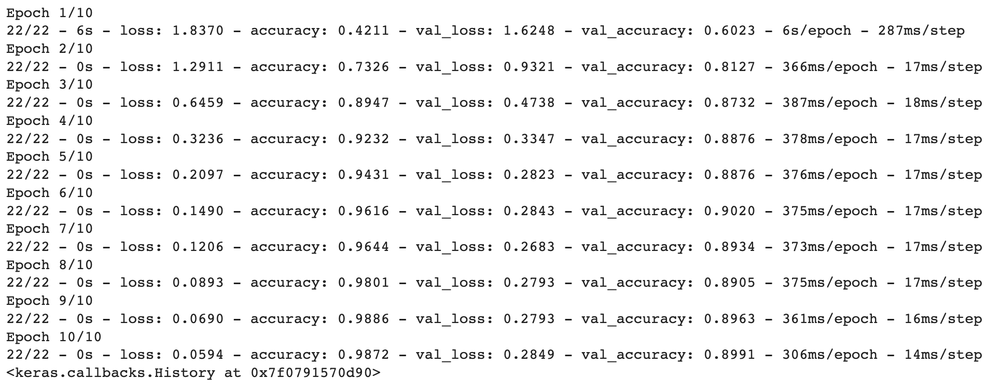 Epoch 1/10
22/22 - 6s - loss: 1.8370 - accuracy: 0.4211 - val_loss: 1.6248 - val_accuracy: 0.6023 - 6s/epoch - 287ms/step
Epoch 2/10
22/22 - 0s - loss: 1.2911 - accuracy: 0.7326 - val_loss: 0.9321 - val_accuracy: 0.8127 - 366ms/epoch - 17ms/step
Epoch 3/10
22/22 - 0s - loss: 0.6459 - accuracy: 0.8947 - val_loss: 0.4738 - val_accuracy: 0.8732 - 387ms/epoch - 18ms/step
Epoch 4/10
22/22 - 0s - loss: 0.3236 - accuracy: 0.9232 - val_loss: 0.3347 - val_accuracy: 0.8876 - 378ms/epoch - 17ms/step
Epoch 5/10
22/22 - 0s - loss: 0.2097 - accuracy: 0.9431 - val_loss: 0.2823 - val_accuracy: 0.8876 - 376ms/epoch - 17ms/step
Epoch 6/10
22/22 - 0s - loss: 0.1490 - accuracy: 0.9616 - val_loss: 0.2843 - val_accuracy: 0.9020 - 375ms/epoch - 17ms/step
Epoch 7/10
22/22 - 0s - loss: 0.1206 - accuracy: 0.9644 - val_loss: 0.2683 - val_accuracy: 0.8934 - 373ms/epoch - 17ms/step
Epoch 8/10
22/22 - 0s - loss: 0.0893 - accuracy: 0.9801 - val_loss: 0.2793 - val_accuracy: 0.8905 - 375ms/epoch - 17ms/step
Epoch 9/10
22/22 - 0s - loss: 0.0690 - accuracy: 0.9886 - val_loss: 0.2793 - val_accuracy: 0.8963 - 361ms/epoch - 16ms/step
Epoch 10/10
22/22 - 0s - loss: 0.0594 - accuracy: 0.9872 - val_loss: 0.2849 - val_accuracy: 0.8991 - 306ms/epoch - 14ms/step
<keras.callbacks.History at 0x7f0791570d90>